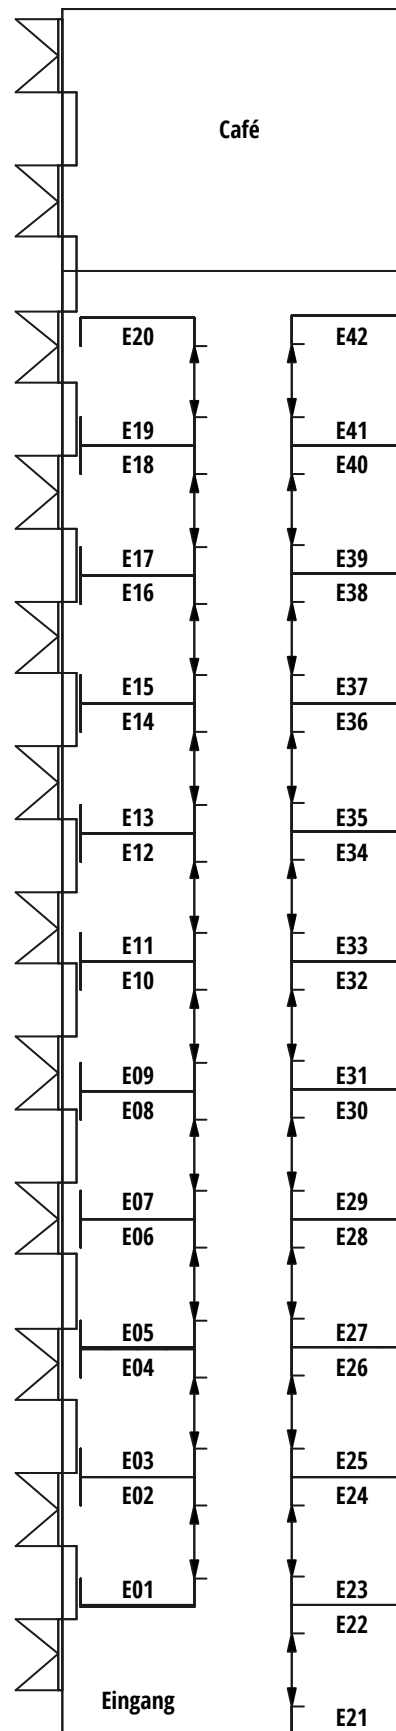 Café
E20 E42
E19 E41
E18 E40
E17 E39
E16 E38
E15 E37
E14 E36
E13 E35
E12 E34
E11 E33
E10 E32
E09 E31
E08 E30
E07 E29
E06 E28
E05 E27
E04 E26
E03 E25
E02 E24
E01 E23
E22
Eingang
E21